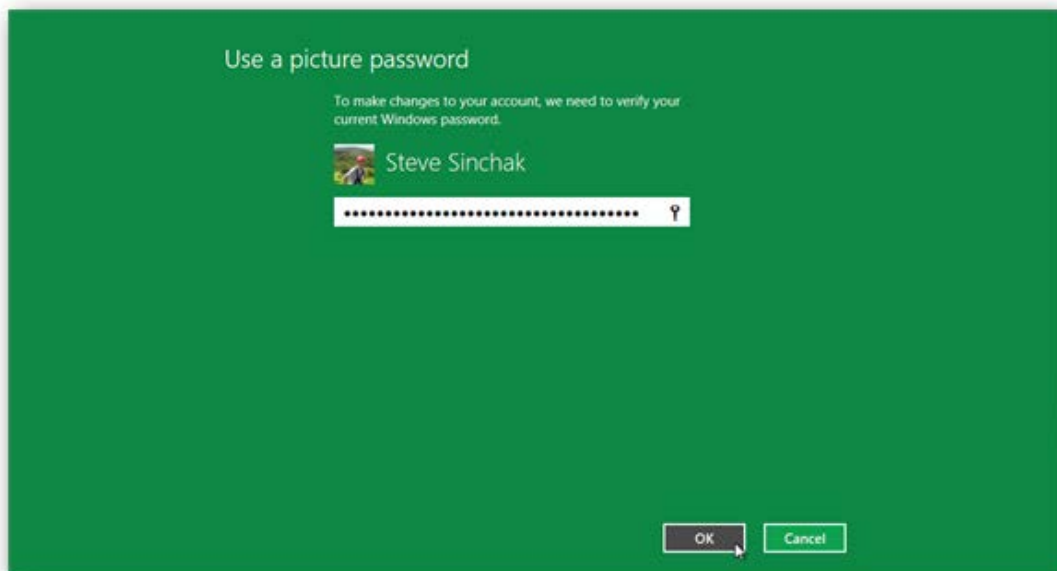 Use a picture password
To make changes to your account, we need to verify your
current Windows password.
Steve Sinchak
OK
Cancel